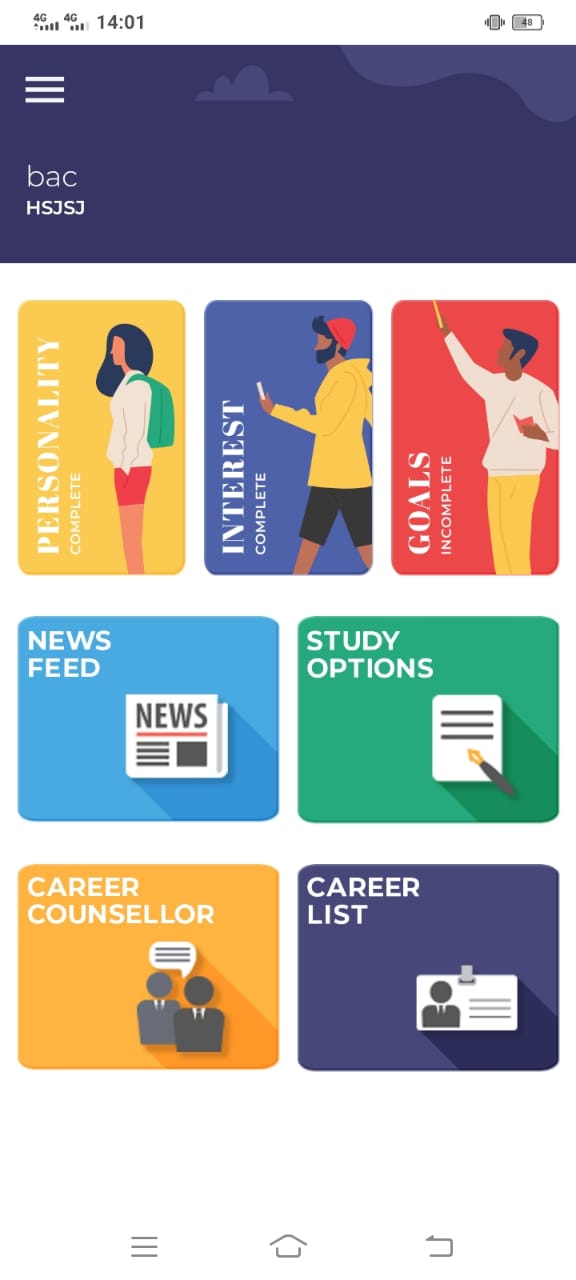 4G 4G 14:01 48
bac
HSJSJ
PERSONALITY
COMPLETE
INTEREST
COMPLETE
GOALS
INCOMPLETE
NEWS
FEED
NEWS
STUDY
OPTIONS
CAREER
COUNSELLOR
CAREER
LIST